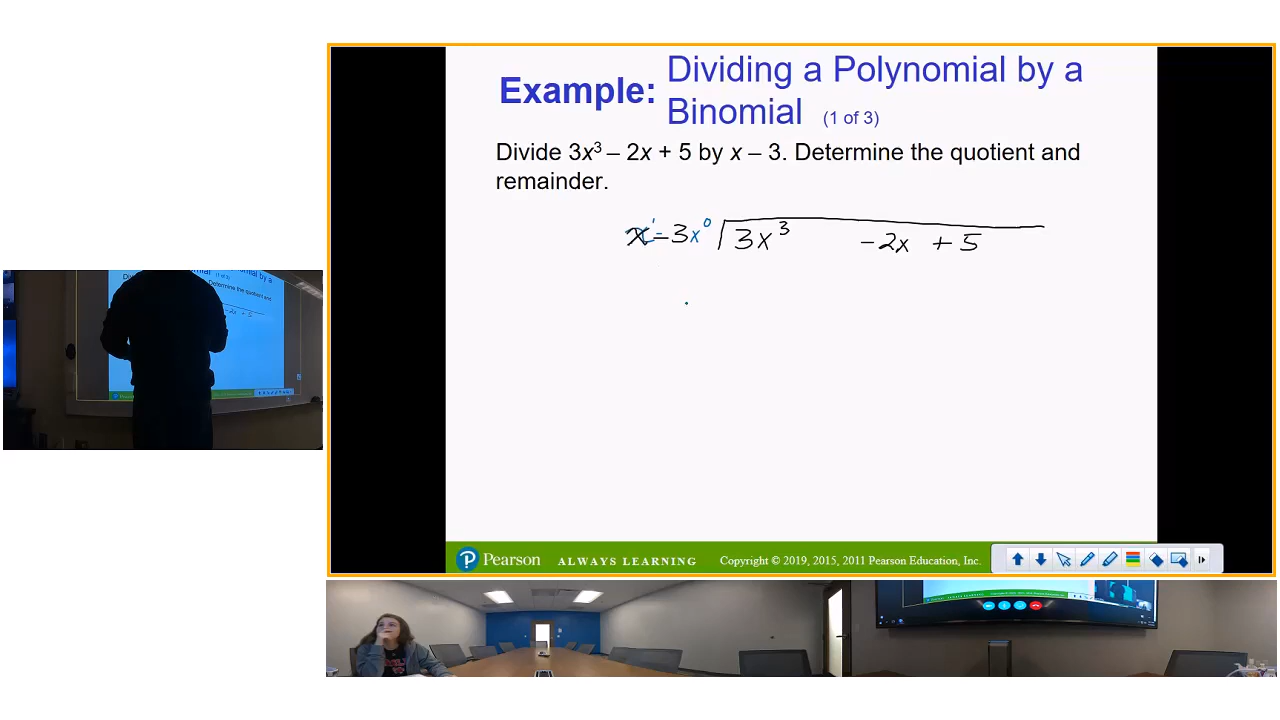 Example: Dividing a Polynomial by a
Binomial (1 of 3)
Divide 3x³ – 2x + 5 by x – 3. Determine the quotient and
remainder.
x¹ – 3x⁰ 3x³ – 2x + 5
Pearson ALWAYS LEARNING Copyright © 2019, 2015, 2011 Pearson Education, Inc.